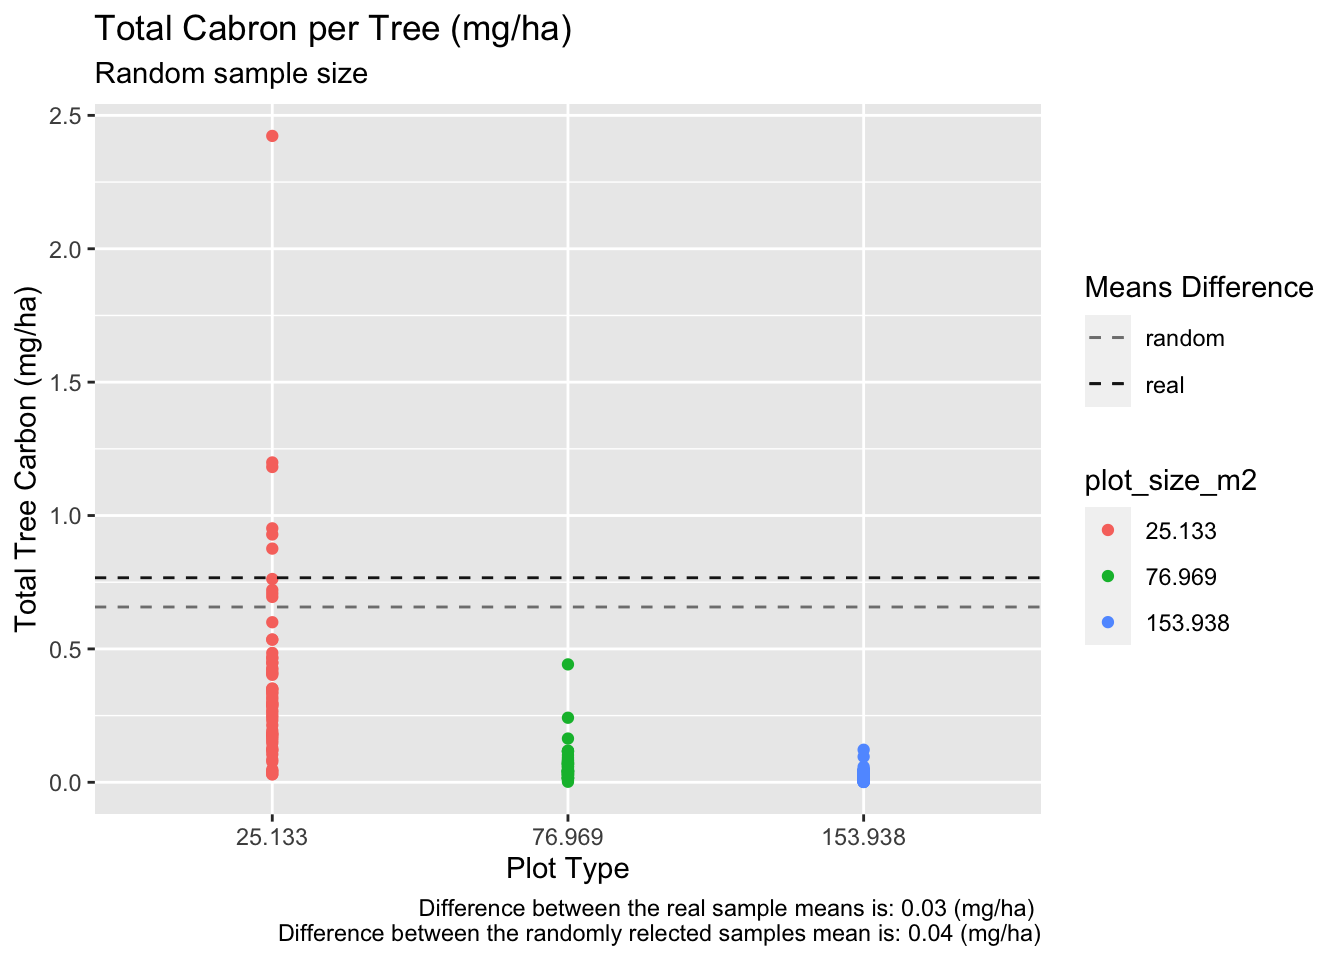 Total Cabron per Tree (mg/ha)
Random sample size
Total Tree Carbon (mg/ha)
2.5
2.0
1.5
1.0
0.5
0.0
25.133
76.969
153.938
Plot Type
Means Difference
random
real
plot_size_m2
25.133
76.969
153.938
Difference between the real sample means is: 0.03 (mg/ha)
Difference between the randomly relected samples mean is: 0.04 (mg/ha)